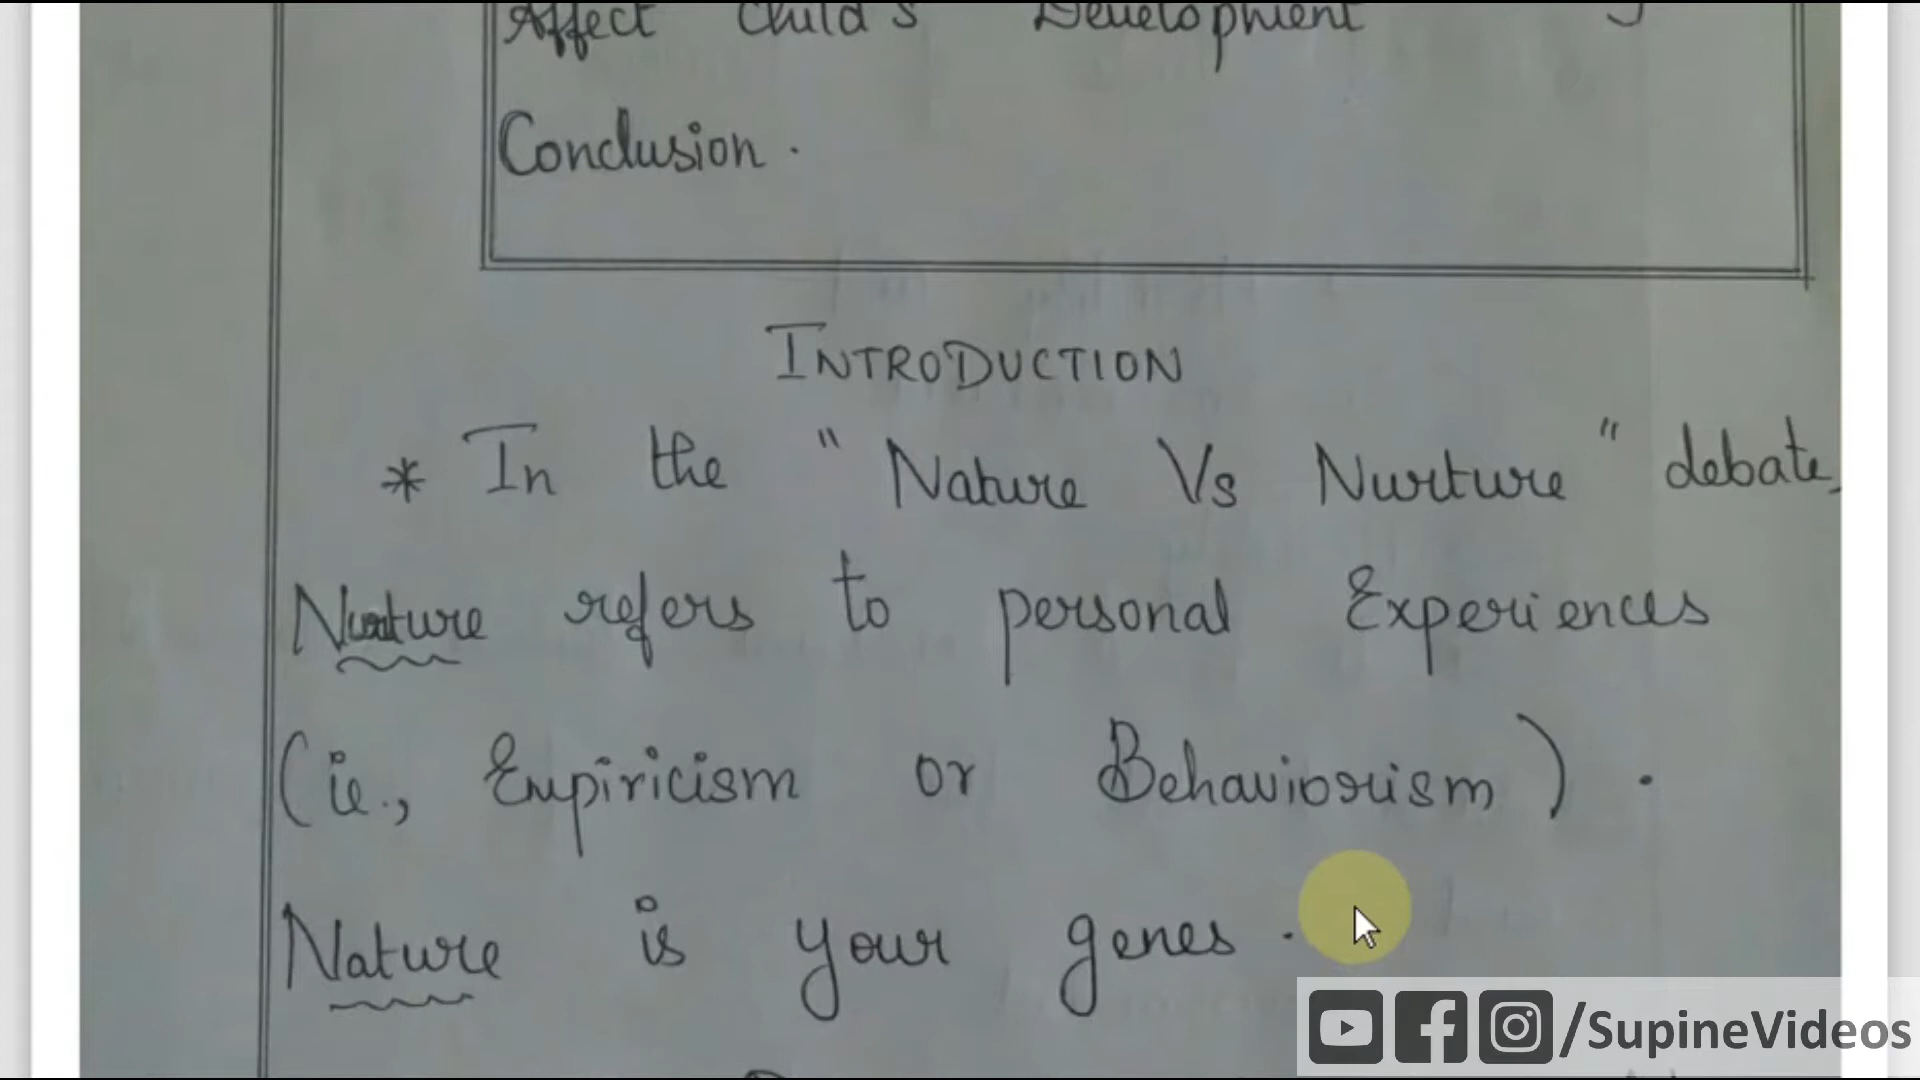 Affect Child's Development
Conclusion.
INTRODUCTION
* In the "Nature Vs Nurture" debate,
Nurture refers to personal Experiences
(ie., Empiricism or Behaviorism).
Nature is your genes.
/SupineVideos